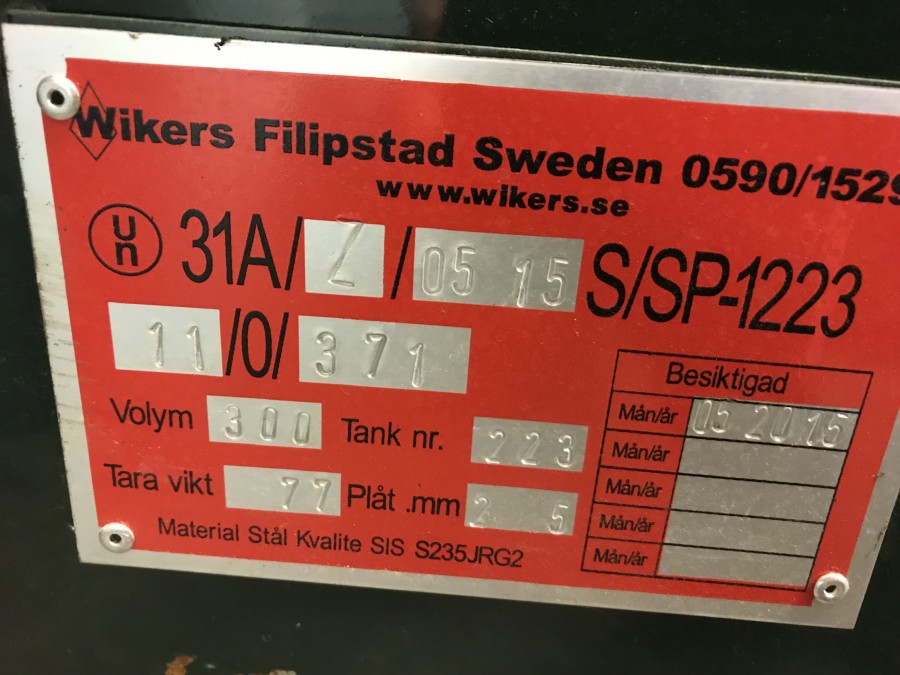 Wikers Filipstad Sweden 0590/1529
www.wikers.se
un 31A/Z/05 15 S/SP-1223
11/0/371
Volym 300 Tank nr. 223
Tara vikt 77 Plåt .mm 2 5
Material Stål Kvalite SIS S235JRG2
Besiktigad
Mån/år 05 2015
Mån/år
Mån/år
Mån/år
Mån/år